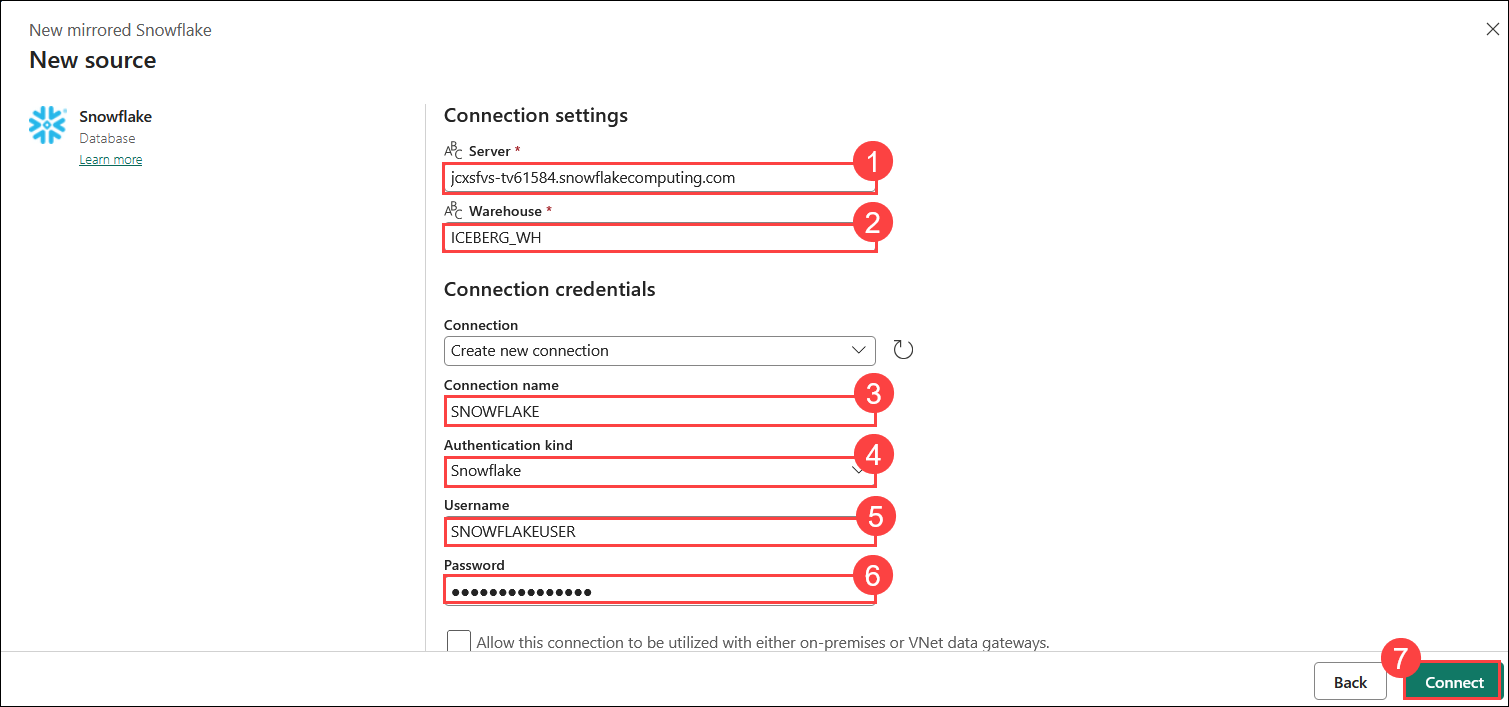 New mirrored Snowflake
New source
Snowflake
Database
Learn more
Connection settings
ABC Server *
1
jcxsfvs-tv61584.snowflakecomputing.com
ABC Warehouse *
2
ICEBERG_WH
Connection credentials
Connection
Create new connection
Connection name
3
SNOWFLAKE
Authentication kind
4
Snowflake
Username
5
SNOWFLAKEUSER
Password
6
●●●●●●●●●●●●●●●
Allow this connection to be utilized with either on-premises or VNet data gateways.
7
Back
Connect